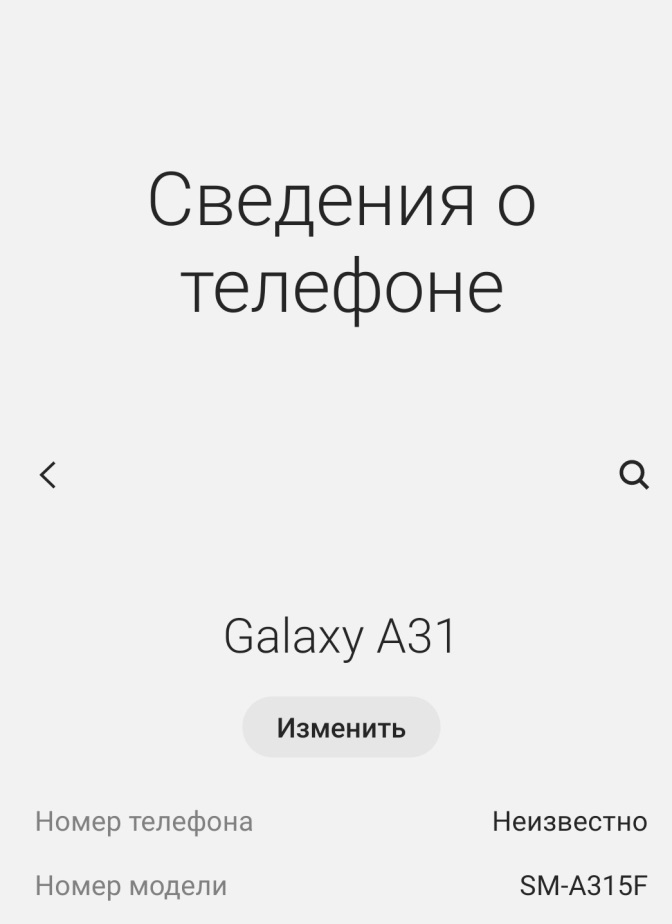 Сведения о
телефоне
Galaxy A31
Изменить
Номер телефона Неизвестно
Номер модели SM-A315F